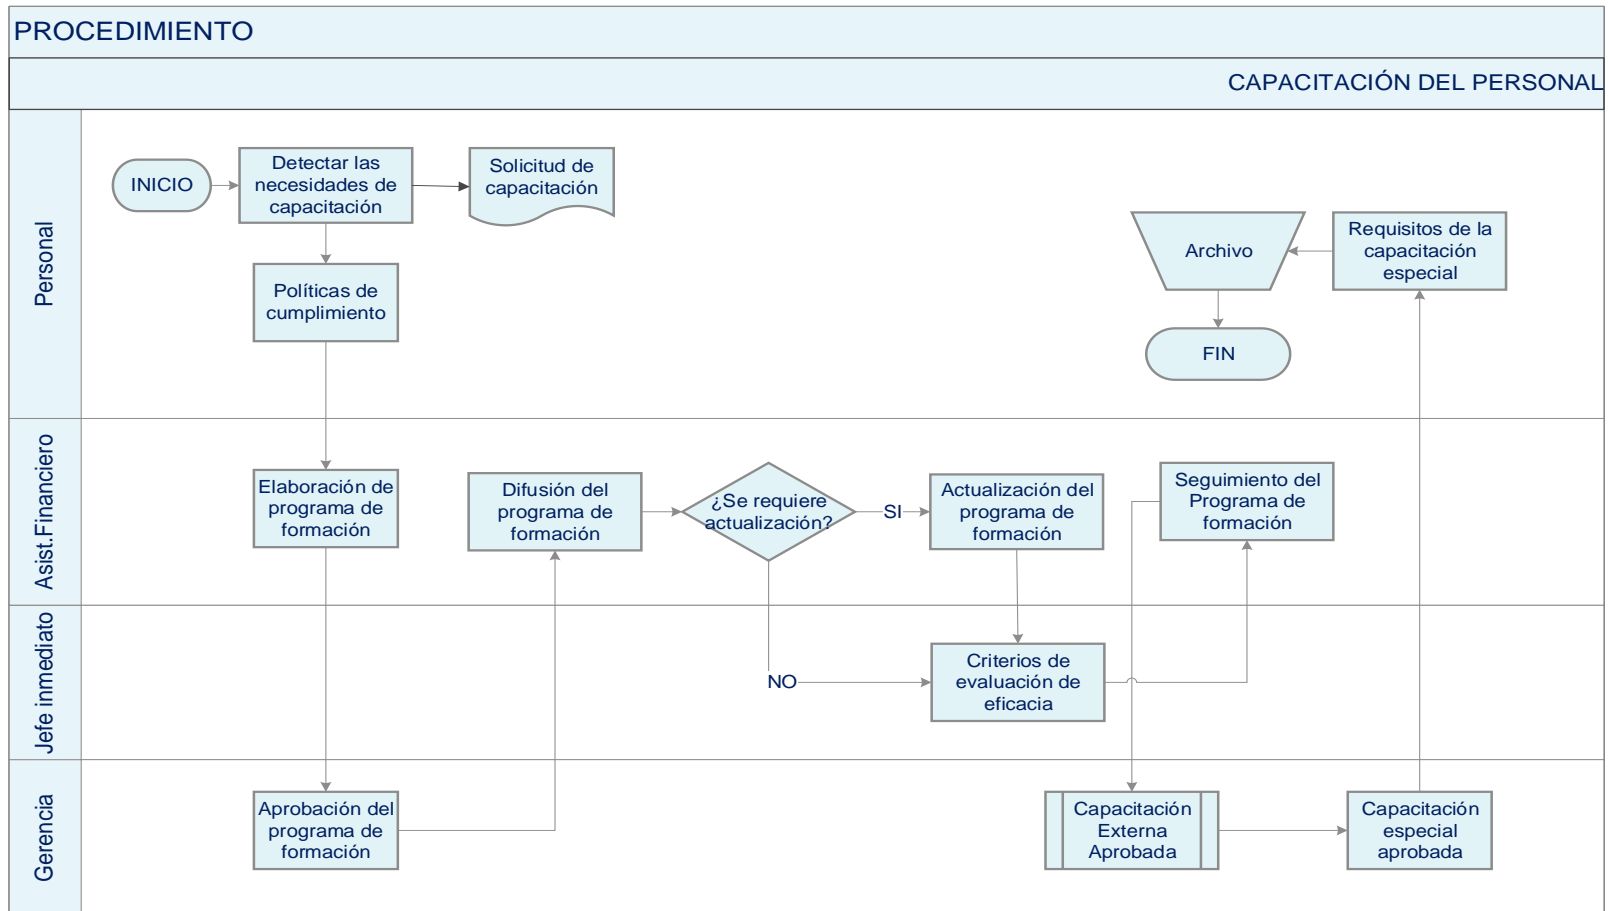 PROCEDIMIENTO
CAPACITACIÓN DEL PERSONAL
Personal
INICIO
Detectar las
necesidades de
capacitación
Solicitud de
capacitación
Políticas de
cumplimiento
Archivo
Requisitos de la
capacitación
especial
FIN
Asist.Financiero
Elaboración de
programa de
formación
Difusión del
programa de
formación
¿Se requiere
actualización?
SI
Actualización del
programa de
formación
Seguimiento del
Programa de
formación
Jefe inmediato
NO
Criterios de
evaluación de
eficacia
Gerencia
Aprobación del
programa de
formación
Capacitación
Externa
Aprobada
Capacitación
especial
aprobada